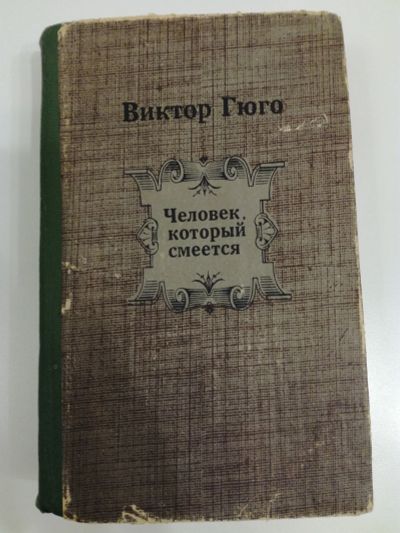 Виктор Гюго
Человек,
который
смеется